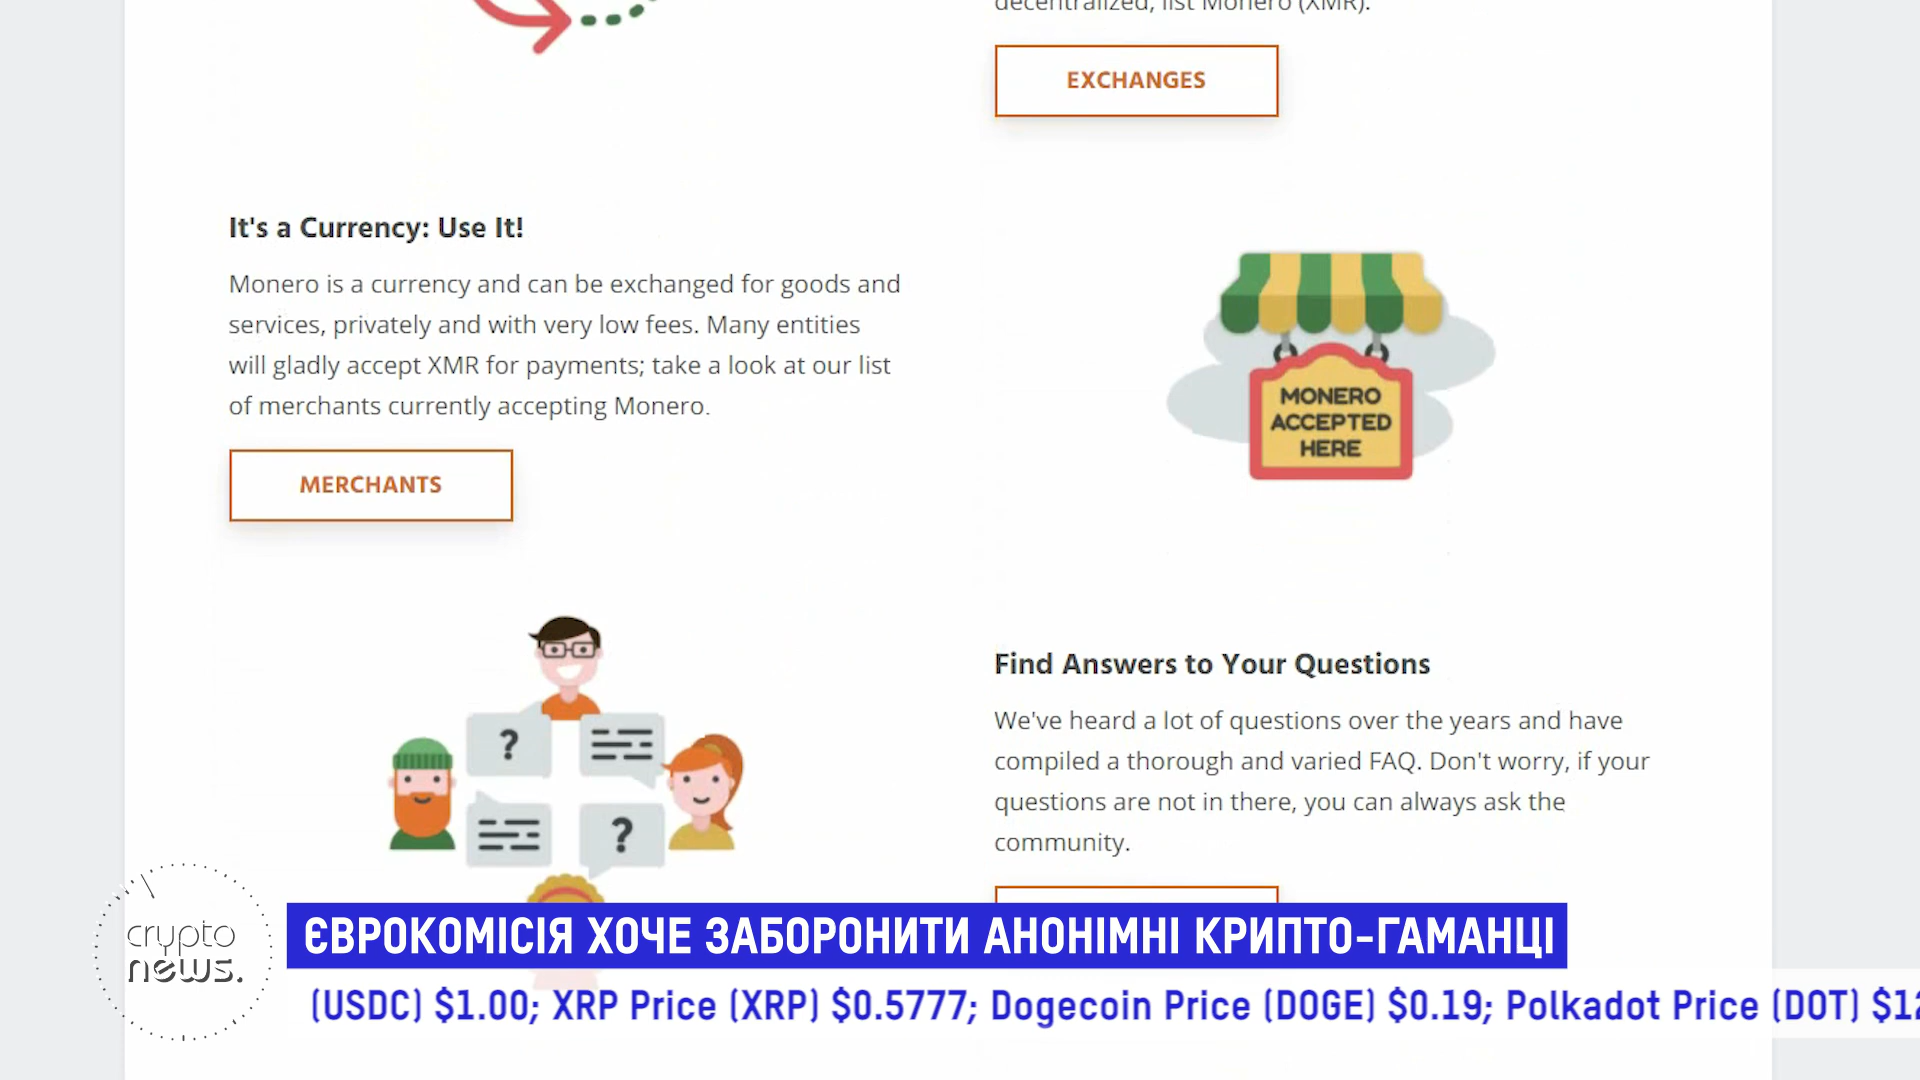 decentralized, list Monero (XMR).
EXCHANGES
It's a Currency: Use It!
Monero is a currency and can be exchanged for goods and
services, privately and with very low fees. Many entities
will gladly accept XMR for payments; take a look at our list
of merchants currently accepting Monero.
MERCHANTS
MONERO
ACCEPTED
HERE
?
?
Find Answers to Your Questions
We've heard a lot of questions over the years and have
compiled a thorough and varied FAQ. Don't worry, if your
questions are not in there, you can always ask the
community.
crypto
news.
ЄВРОКОМІСІЯ ХОЧЕ ЗАБОРОНИТИ АНОНІМНІ КРИПТО-ГАМАНЦІ
(USDC) $1.00; XRP Price (XRP) $0.5777; Dogecoin Price (DOGE) $0.19; Polkadot Price (DOT) $12